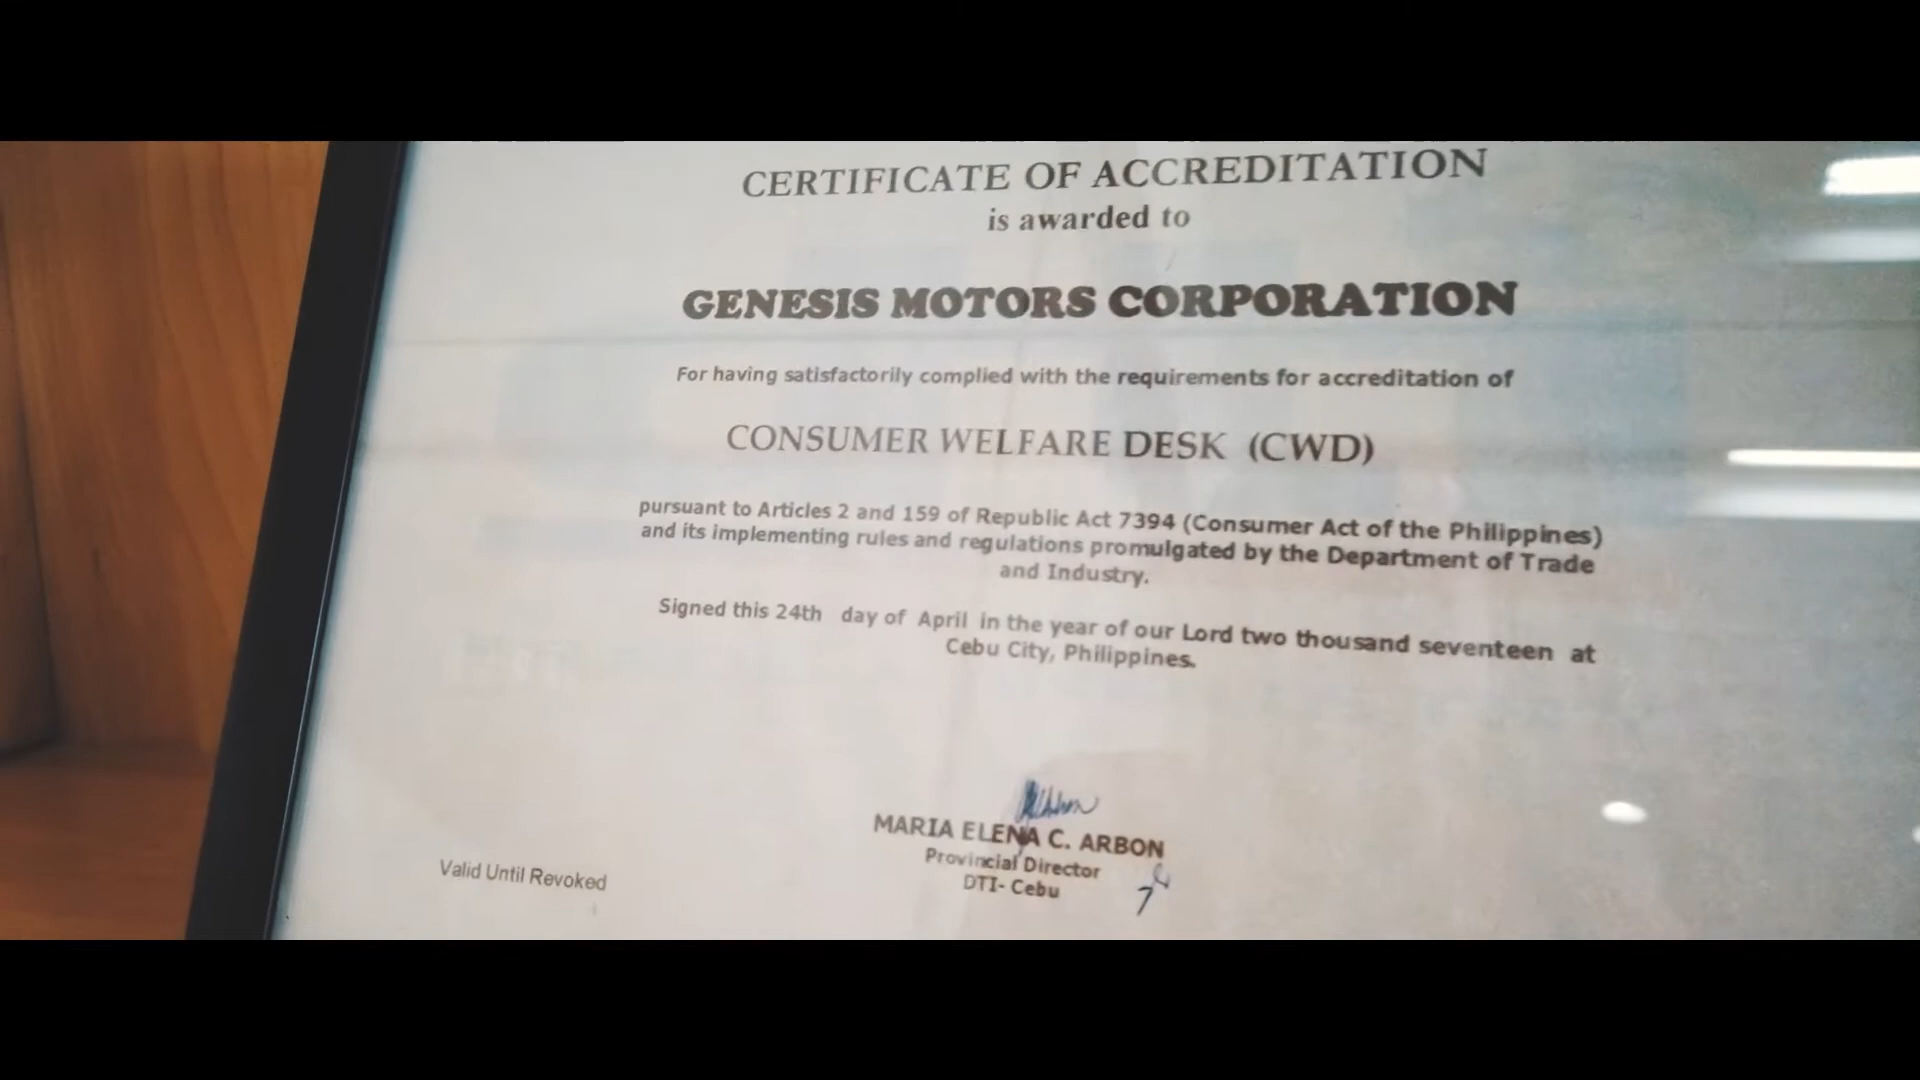 CERTIFICATE OF ACCREDITATION
is awarded to
GENESIS MOTORS CORPORATION
For having satisfactorily complied with the requirements for accreditation of
CONSUMER WELFARE DESK (CWD)
pursuant to Articles 2 and 159 of Republic Act 7394 (Consumer Act of the Philippines)
and its implementing rules and regulations promulgated by the Department of Trade
and Industry.
Signed this 24th day of April in the year of our Lord two thousand seventeen at
Cebu City, Philippines.
MARIA ELENA C. ARBON
Provincial Director
DTI- Cebu
Valid Until Revoked